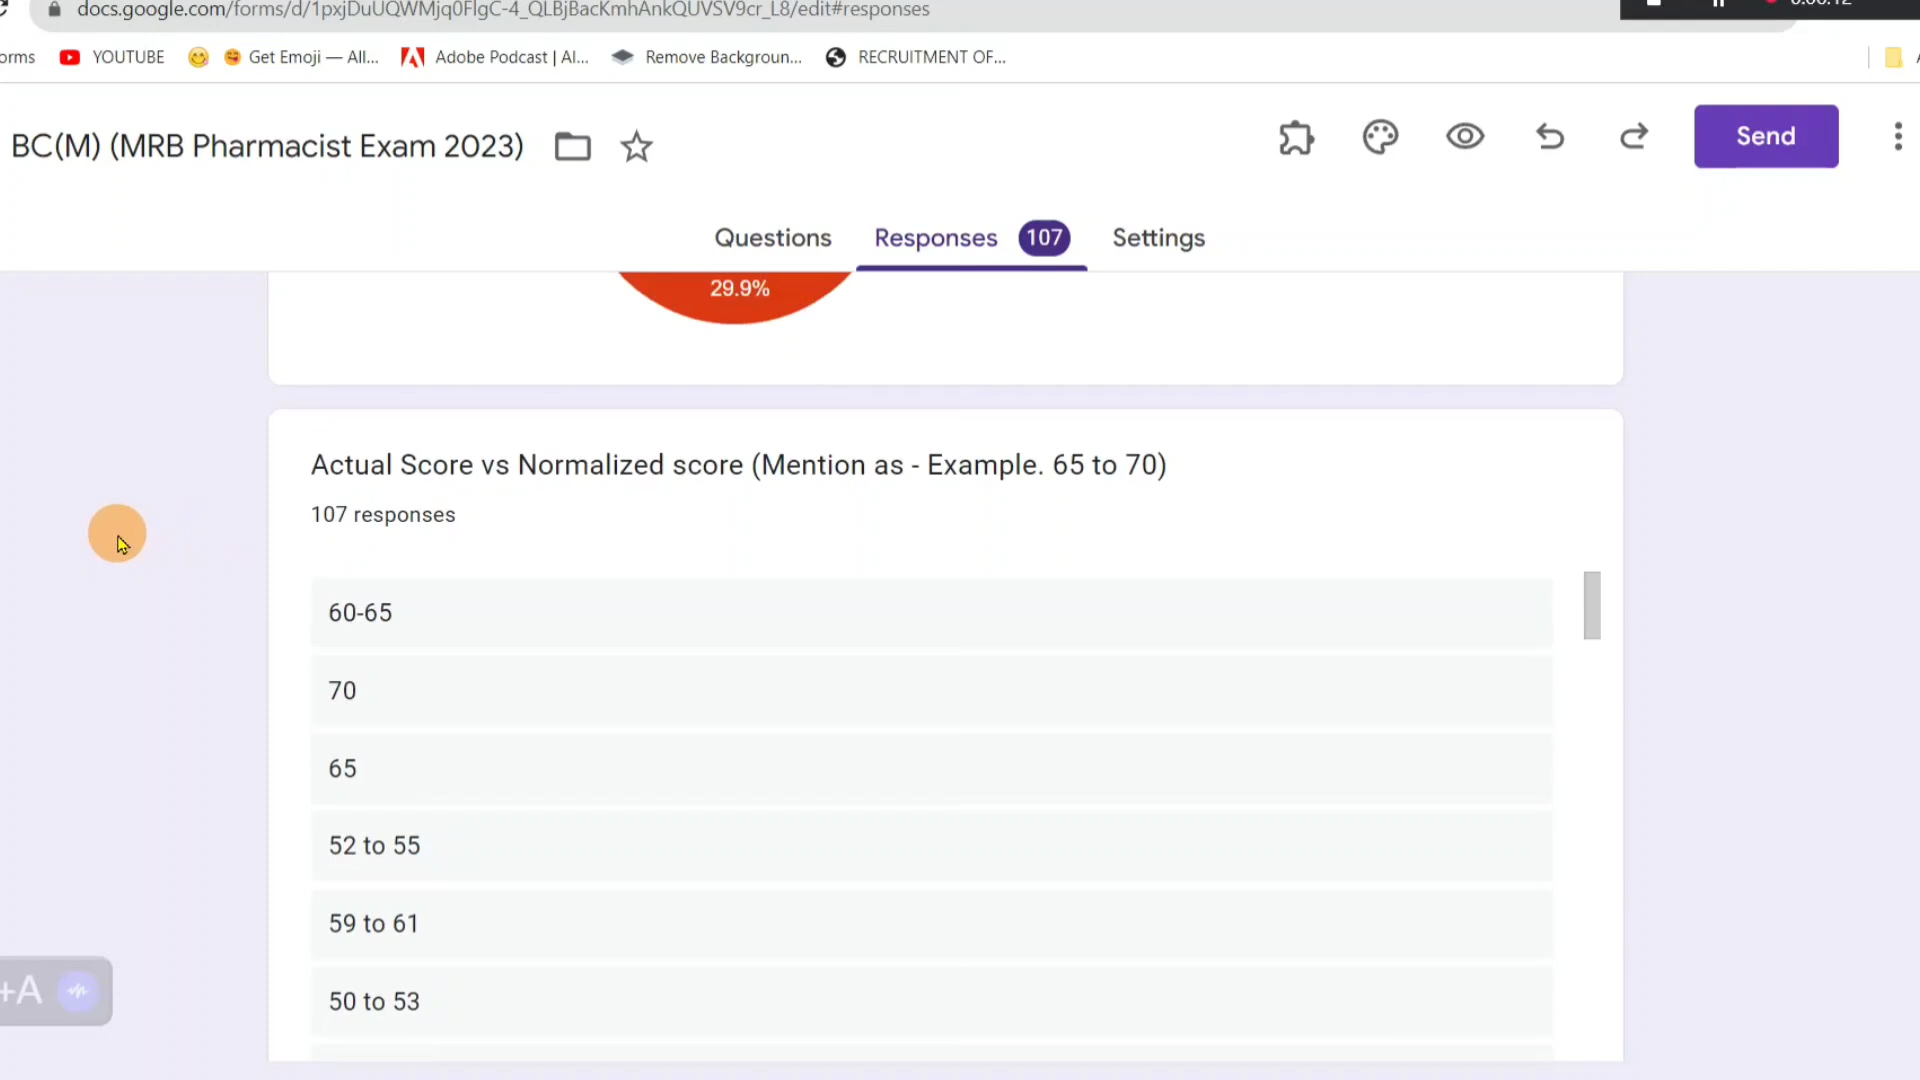 docs.google.com/forms/d/1pxjDuUQWMjq0FlgC-4_QLBjBacKmhAnkQUVSV9cr_L8/edit#responses
orms YOUTUBE Get Emoji — All... Adobe Podcast | AI... Remove Backgroun... RECRUITMENT OF...
BC(M) (MRB Pharmacist Exam 2023) Send
Questions Responses 107 Settings
29.9%
Actual Score vs Normalized score (Mention as - Example. 65 to 70)
107 responses
60-65
70
65
52 to 55
59 to 61
50 to 53
+A